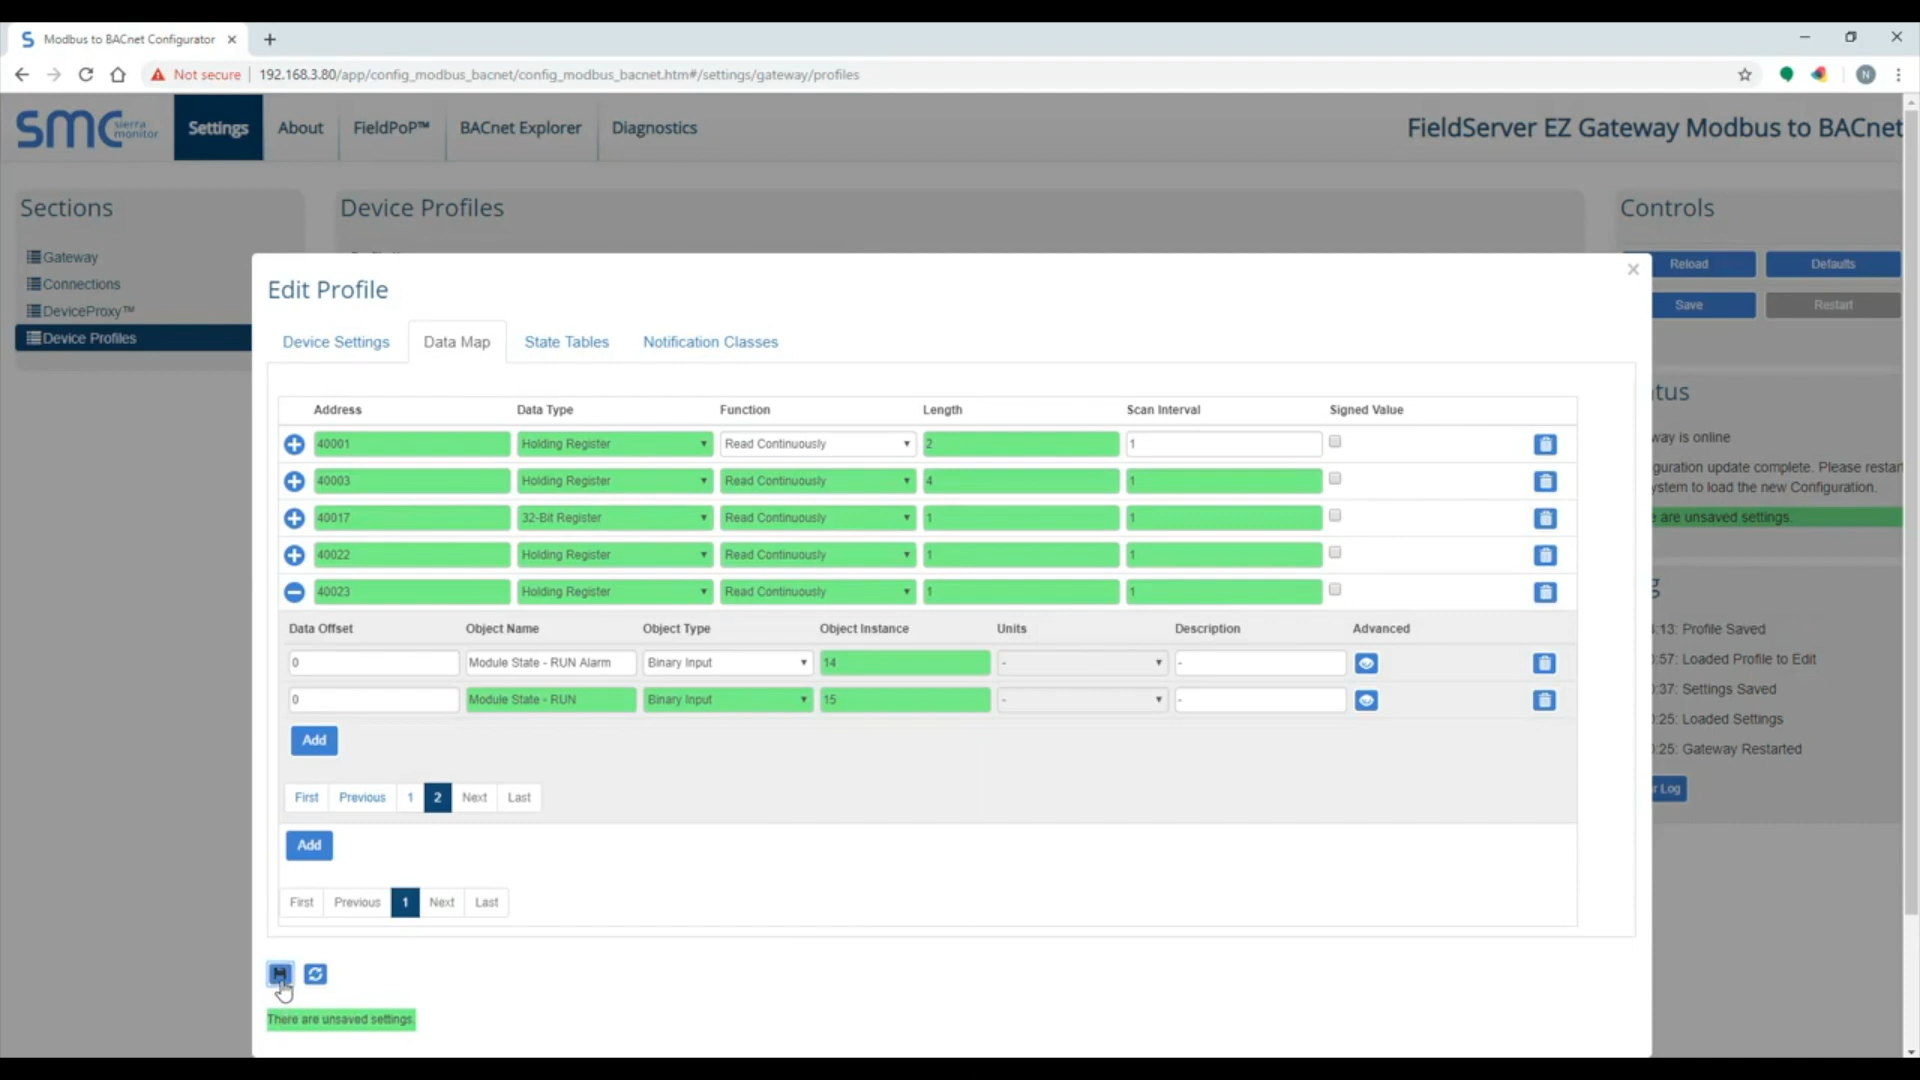 Modbus to BACnet Configurator
Not secure 192.168.3.80/app/config_modbus_bacnet/config_modbus_bacnet.htm#/settings/gateway/profiles
N
SMC sierra monitor
Settings About FieldPoP™ BACnet Explorer Diagnostics
FieldServer EZ Gateway Modbus to BACnet
Sections
Gateway
Connections
DeviceProxy™
Device Profiles
Device Profiles
Controls
Reload Defaults
Save Restart
Edit Profile
Device Settings Data Map State Tables Notification Classes
Address Data Type Function Length Scan Interval Signed Value
40001 Holding Register Read Continuously 2 1
40003 Holding Register Read Continuously 4 1
40017 32-Bit Register Read Continuously 1 1
40022 Holding Register Read Continuously 1 1
40023 Holding Register Read Continuously 1 1
Data Offset Object Name Object Type Object Instance Units Description Advanced
0 Module State - RUN Alarm Binary Input 14 - -
0 Module State - RUN Binary Input 15 - -
Add
First Previous 1 2 Next Last
Add
First Previous 1 Next Last
There are unsaved settings.
tus
way is online
guration update complete. Please restar
ystem to load the new Configuration.
e are unsaved settings.
g
:13: Profile Saved
:57: Loaded Profile to Edit
:37: Settings Saved
:25: Loaded Settings
:25: Gateway Restarted
r Log